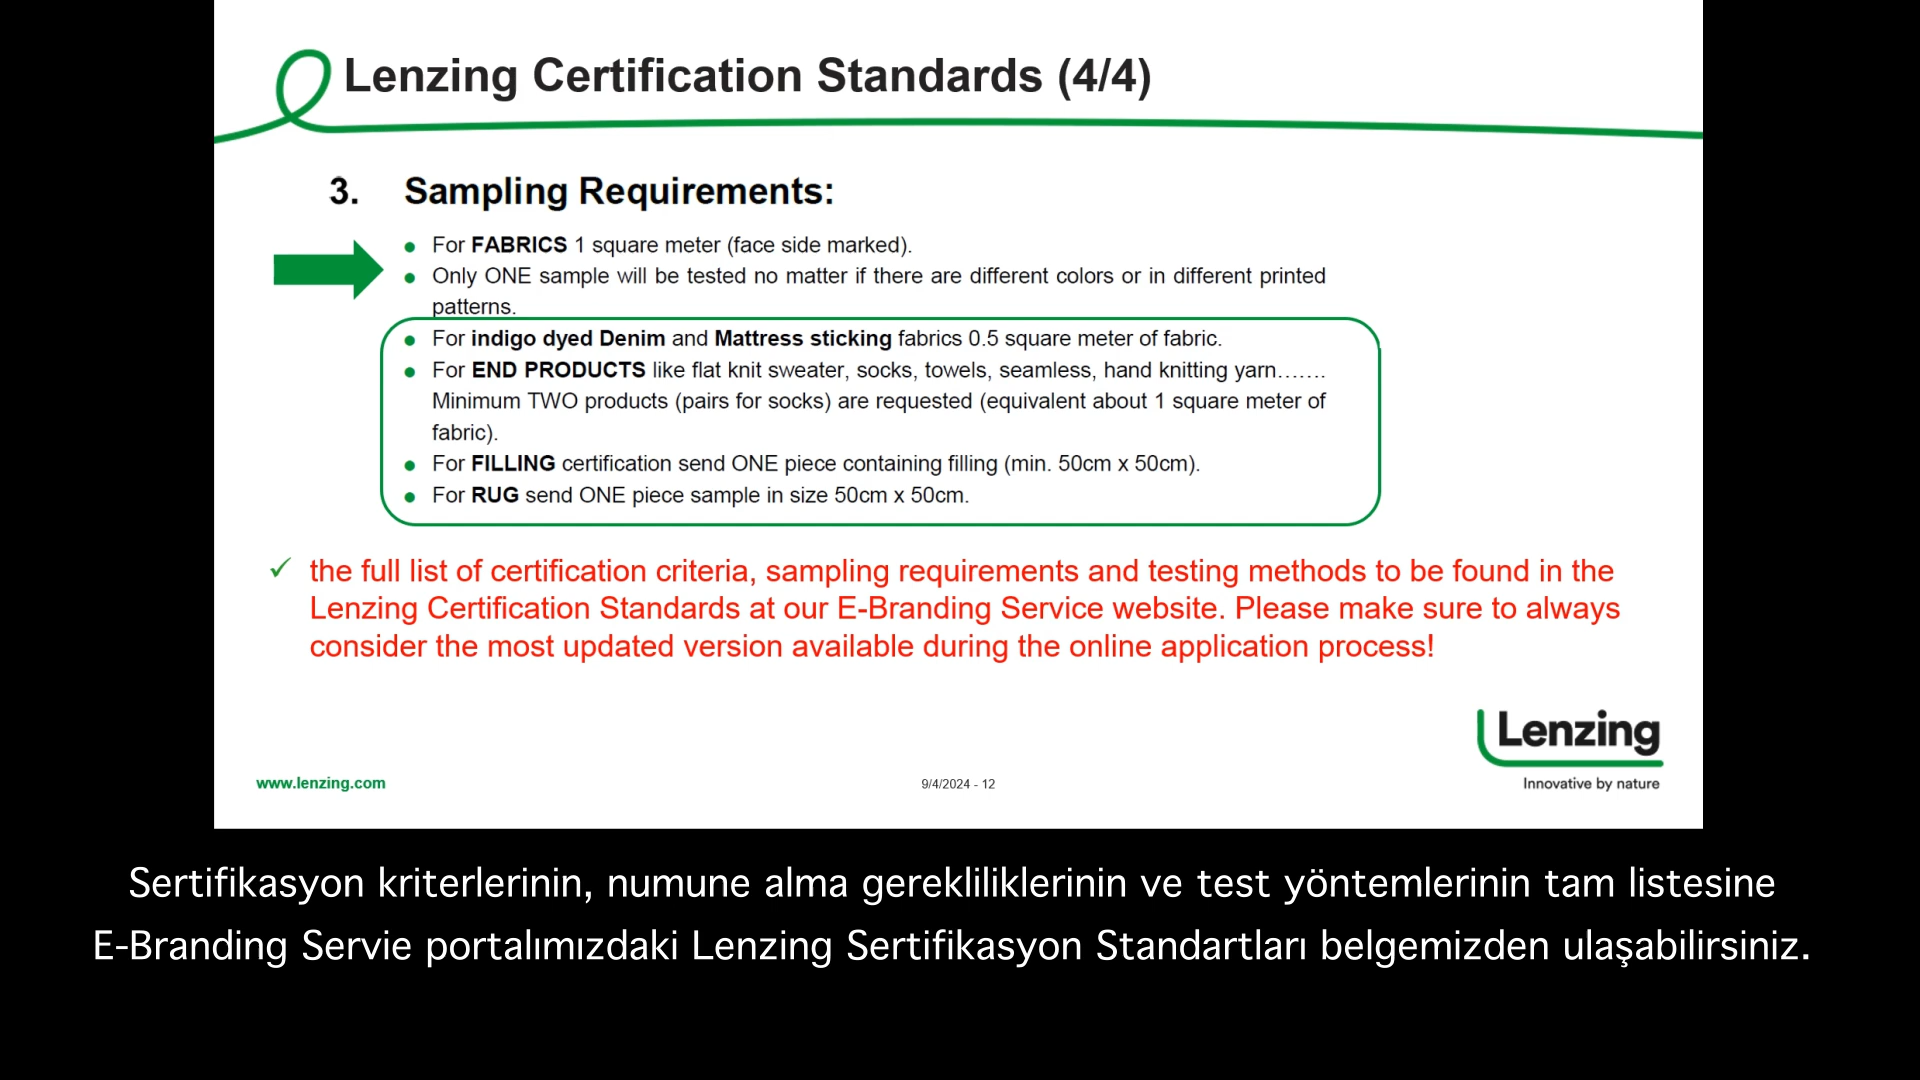 Lenzing Certification Standards (4/4)
3. Sampling Requirements:
● For FABRICS 1 square meter (face side marked).
● Only ONE sample will be tested no matter if there are different colors or in different printed
patterns.
● For indigo dyed Denim and Mattress sticking fabrics 0.5 square meter of fabric.
● For END PRODUCTS like flat knit sweater, socks, towels, seamless, hand knitting yarn…….
Minimum TWO products (pairs for socks) are requested (equivalent about 1 square meter of
fabric).
● For FILLING certification send ONE piece containing filling (min. 50cm x 50cm).
● For RUG send ONE piece sample in size 50cm x 50cm.
✓ the full list of certification criteria, sampling requirements and testing methods to be found in the
Lenzing Certification Standards at our E-Branding Service website. Please make sure to always
consider the most updated version available during the online application process!
Lenzing
Innovative by nature
www.lenzing.com
9/4/2024 - 12
Sertifikasyon kriterlerinin, numune alma gerekliliklerinin ve test yöntemlerinin tam listesine
E-Branding Servie portalımızdaki Lenzing Sertifikasyon Standartları belgemizden ulaşabilirsiniz.